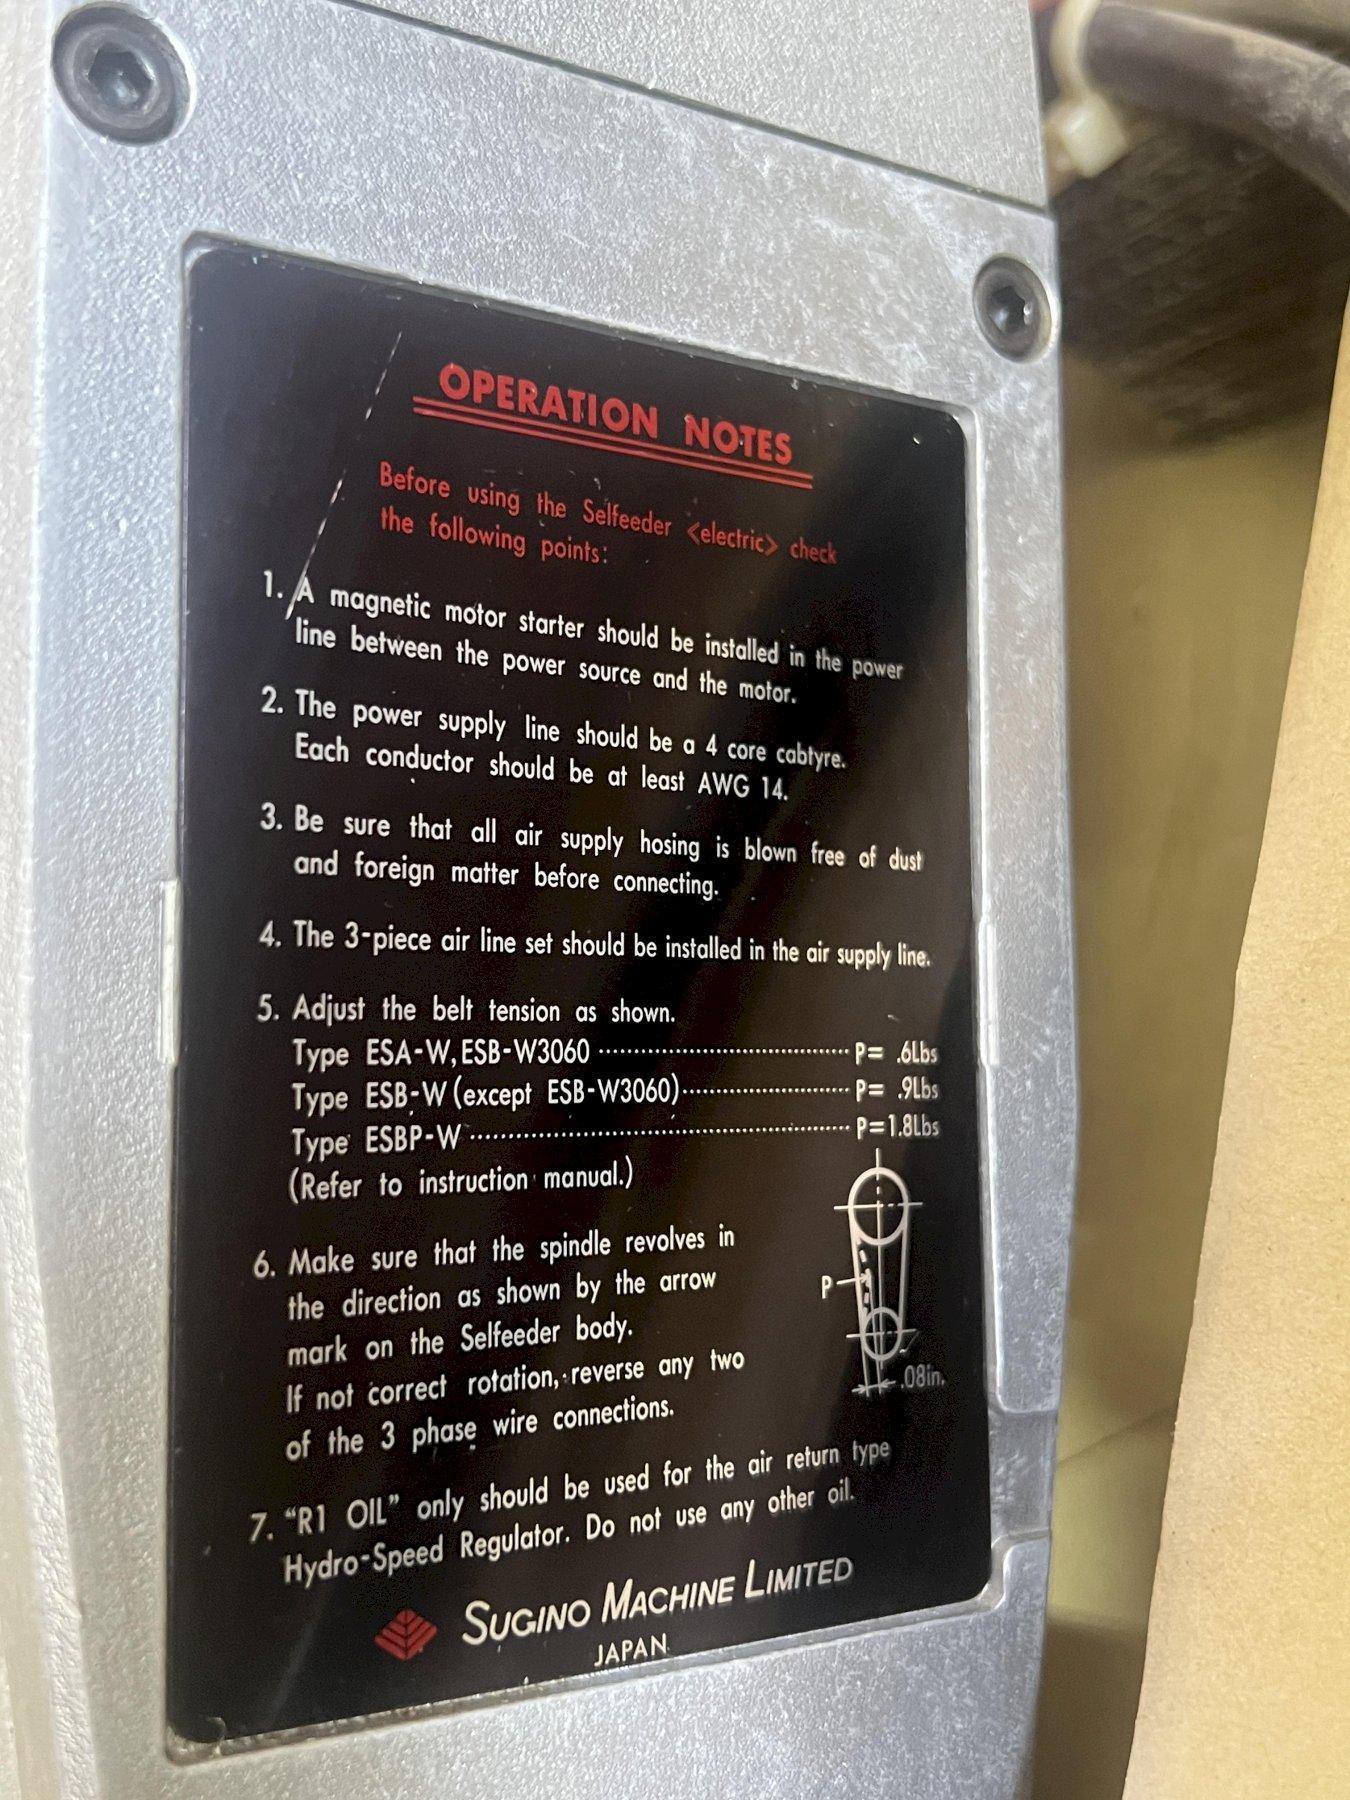 OPERATION NOTES
Before using the Selfeeder <electric> check
the following points:
1. A magnetic motor starter should be installed in the power
line between the power source and the motor.
2. The power supply line should be a 4 core cabtyre.
Each conductor should be at least AWG 14.
3. Be sure that all air supply hosing is blown free of dust
and foreign matter before connecting.
4. The 3-piece air line set should be installed in the air supply line.
5. Adjust the belt tension as shown.
Type ESA-W, ESB-W3060 ........................ P= .6Lbs
Type ESB-W (except ESB-W3060) ................ P= .9Lbs
Type ESBP-W .................................. P=1.8Lbs
(Refer to instruction manual.)
6. Make sure that the spindle revolves in
the direction as shown by the arrow
mark on the Selfeeder body.
If not correct rotation, reverse any two
of the 3 phase wire connections.
P
.08in.
7. "R1 OIL" only should be used for the air return type
Hydro-Speed Regulator. Do not use any other oil.
SUGINO MACHINE LIMITED
JAPAN